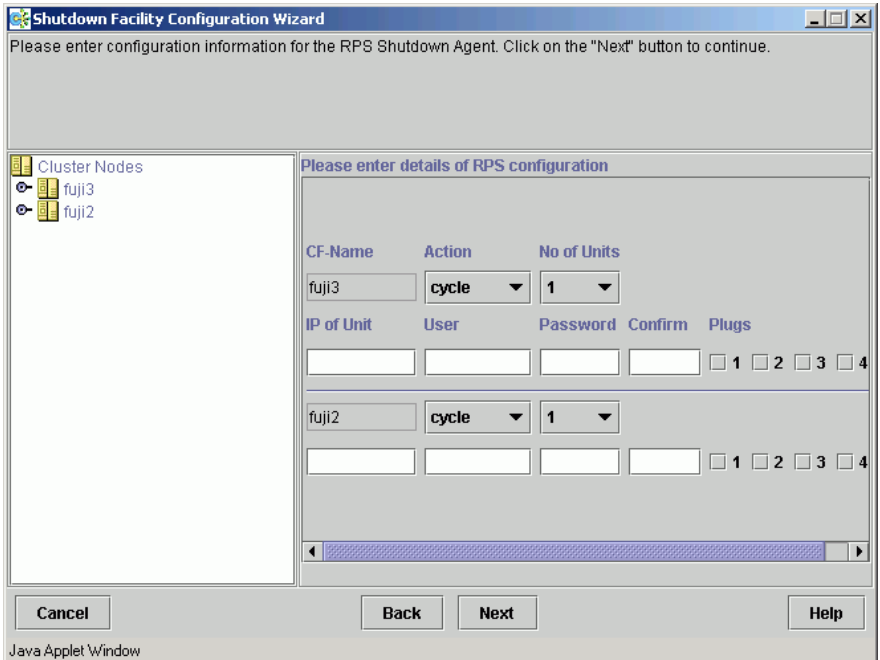 Shutdown Facility Configuration Wizard
Please enter configuration information for the RPS Shutdown Agent. Click on the "Next" button to continue.
Cluster Nodes
fuji3
fuji2
Please enter details of RPS configuration
CF-Name Action No of Units
fuji3 cycle 1
IP of Unit User Password Confirm Plugs
1 2 3 4
fuji2 cycle 1
1 2 3 4
Cancel Back Next Help
Java Applet Window